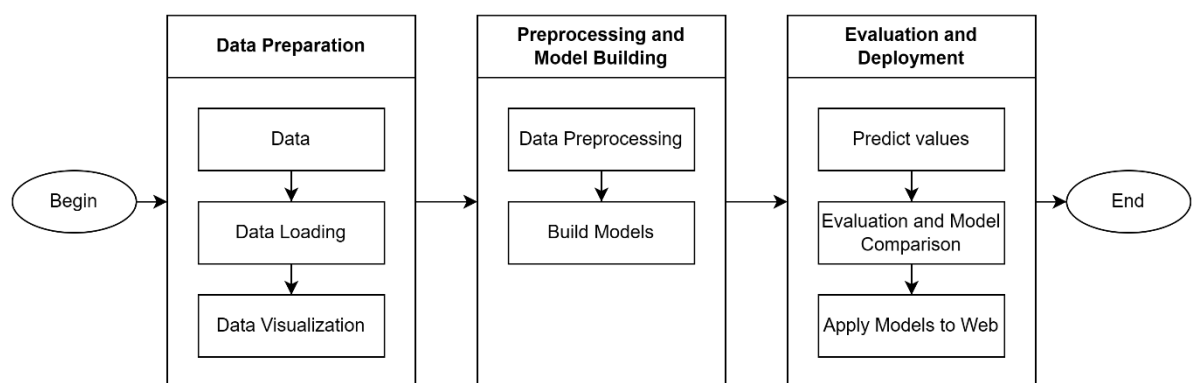 Begin
Data Preparation
Data
Data Loading
Data Visualization
Preprocessing and
Model Building
Data Preprocessing
Build Models
Evaluation and
Deployment
Predict values
Evaluation and Model
Comparison
Apply Models to Web
End